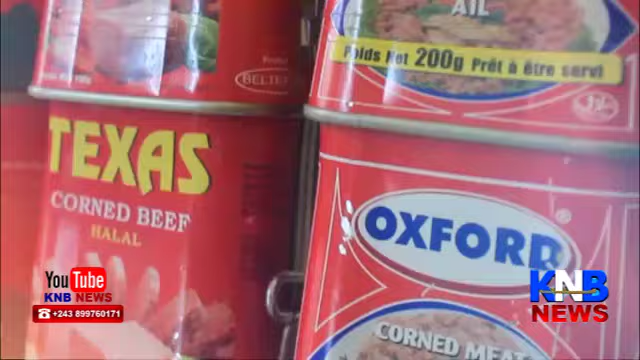 AIL
Poids Net 200g Prêt à être servi
BELTE
TEXAS
CORNED BEEF
HALAL
OXFORD
®
CORNED MEAT
YouTube
KNB NEWS
+243 899760171
KNB
NEWS